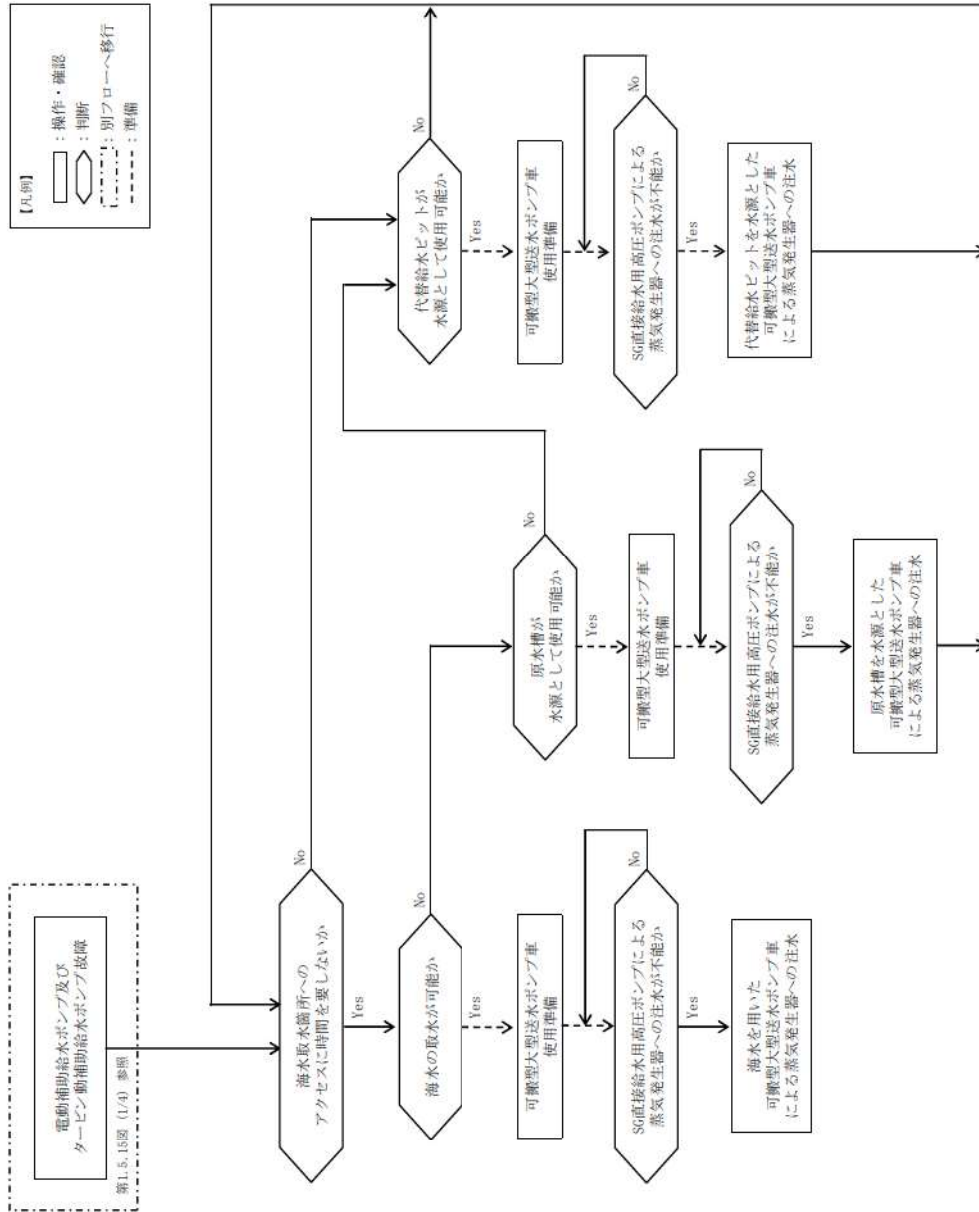 【凡例】
：操作・確認
：判断
：別フローへ移行
：準備
電動補助給水ポンプ及び
タービン動補助給水ポンプ故障
第1.5.15図 (1/4) 参照
海水取水箇所への
アクセスに時間を要しないか
No
Yes
海水の取水が可能か
No
Yes
可搬型大型送水ポンプ車
使用準備
SG直接給水用高圧ポンプによる
蒸気発生器への注水が不能か
No
Yes
海水を用いた
可搬型大型送水ポンプ車
による蒸気発生器への注水
原水槽が
水源として使用可能か
No
Yes
可搬型大型送水ポンプ車
使用準備
SG直接給水用高圧ポンプによる
蒸気発生器への注水が不能か
No
Yes
原水槽を水源とした
可搬型大型送水ポンプ車
による蒸気発生器への注水
代替給水ピットが
水源として使用可能か
No
Yes
可搬型大型送水ポンプ車
使用準備
SG直接給水用高圧ポンプによる
蒸気発生器への注水が不能か
No
Yes
代替給水ピットを水源とした
可搬型大型送水ポンプ車
による蒸気発生器への注水